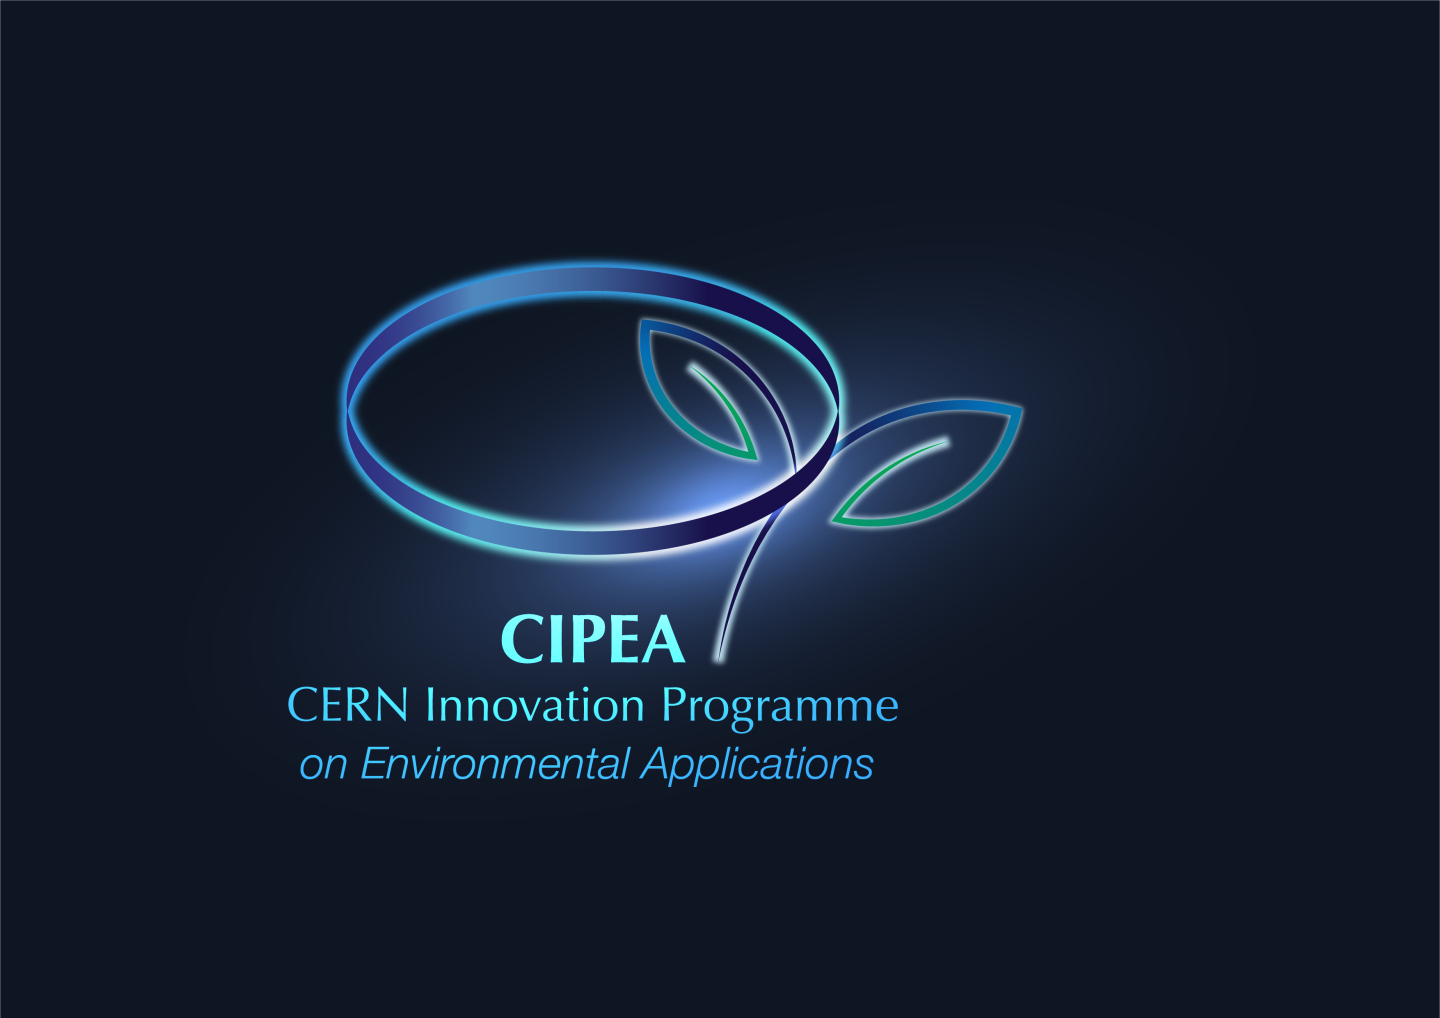 CIPEA
CERN Innovation Programme
on Environmental Applications